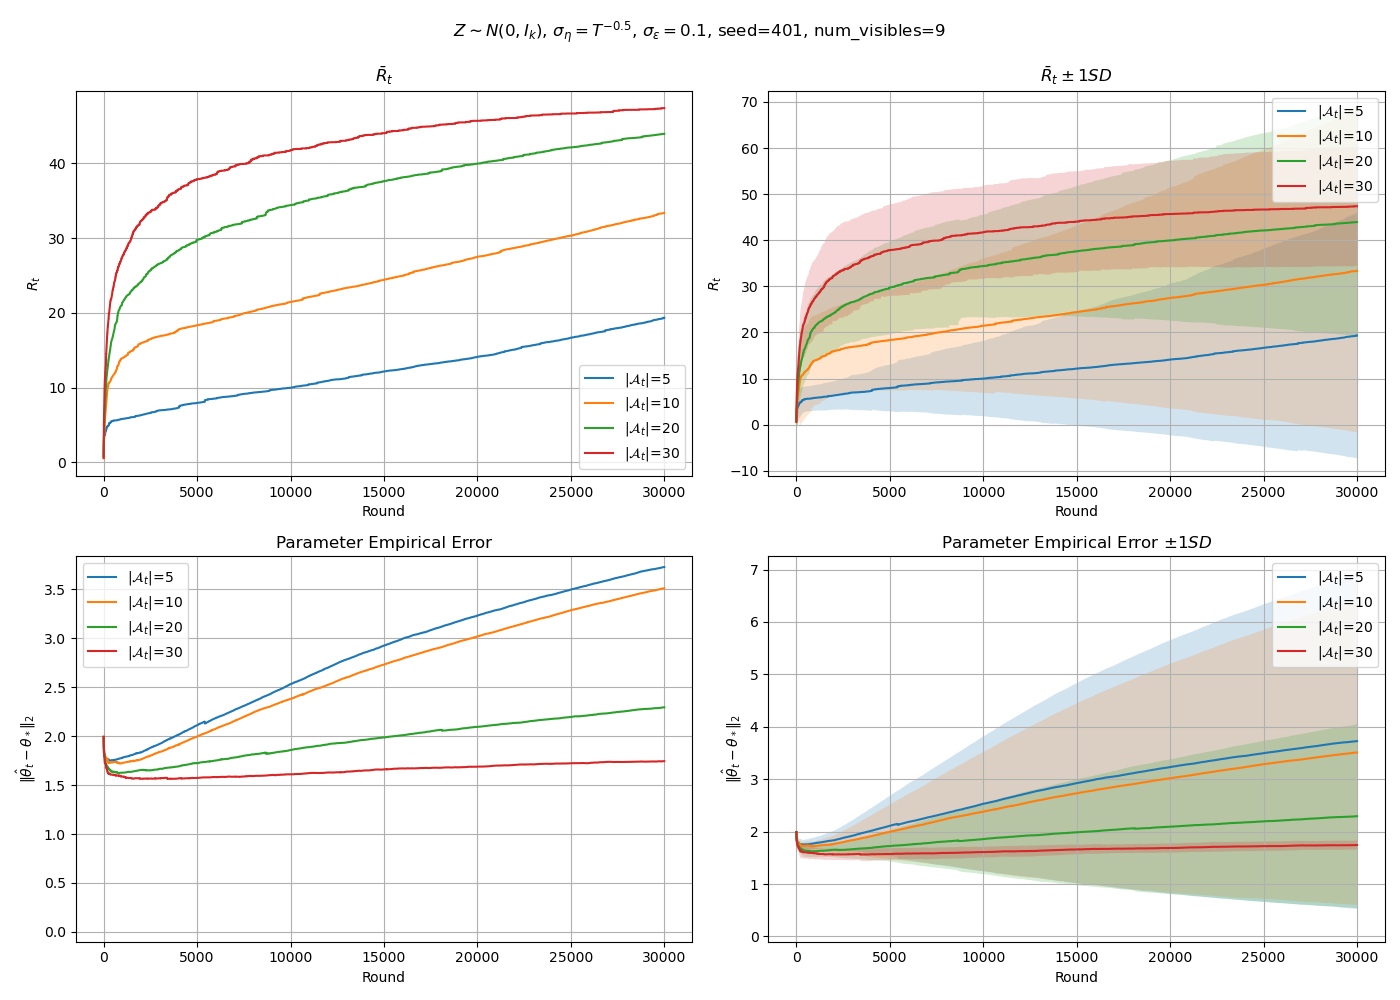 Z ∼ N(0, I_k), σ_η = T^{−0.5}, σ_ε = 0.1, seed=401, num_visibles=9
R̄_t
R_t
40
30
20
10
0
|𝒜_t|=5
|𝒜_t|=10
|𝒜_t|=20
|𝒜_t|=30
0 5000 10000 15000 20000 25000 30000
Round
R̄_t ± 1SD
R_t
70
60
50
40
30
20
10
0
−10
|𝒜_t|=5
|𝒜_t|=10
|𝒜_t|=20
|𝒜_t|=30
0 5000 10000 15000 20000 25000 30000
Round
Parameter Empirical Error
‖θ̂_t − θ_*‖_2
3.5
3.0
2.5
2.0
1.5
1.0
0.5
0.0
|𝒜_t|=5
|𝒜_t|=10
|𝒜_t|=20
|𝒜_t|=30
0 5000 10000 15000 20000 25000 30000
Round
Parameter Empirical Error ±1SD
‖θ̂_t − θ_*‖_2
7
6
5
4
3
2
1
0
|𝒜_t|=5
|𝒜_t|=10
|𝒜_t|=20
|𝒜_t|=30
0 5000 10000 15000 20000 25000 30000
Round